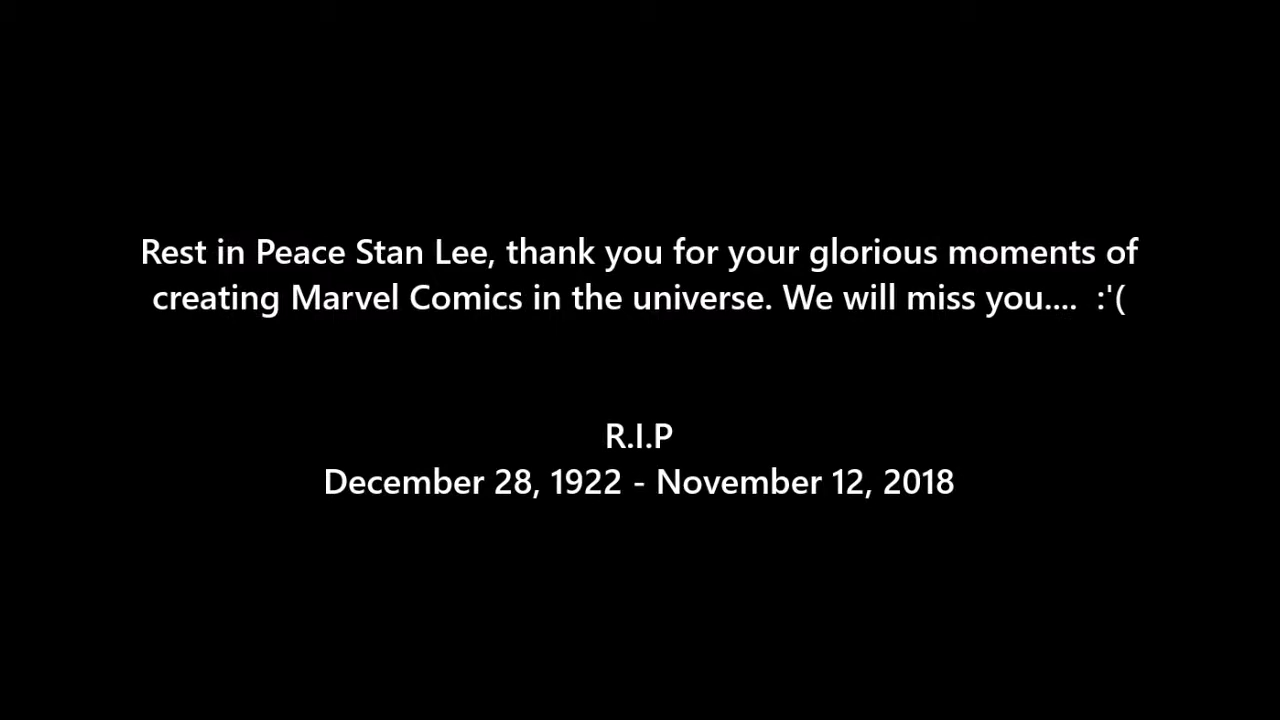 Rest in Peace Stan Lee, thank you for your glorious moments of
creating Marvel Comics in the universe. We will miss you....  :'(
R.I.P
December 28, 1922 - November 12, 2018